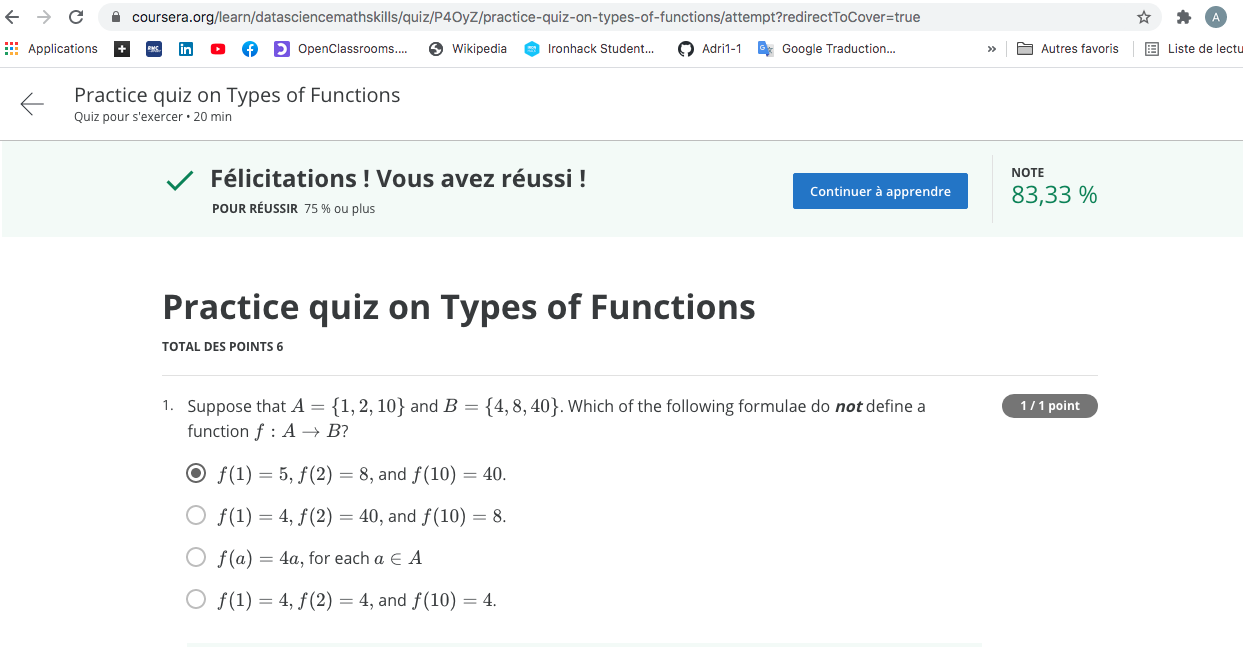 coursera.org/learn/datasciencemathskills/quiz/P4OyZ/practice-quiz-on-types-of-functions/attempt?redirectToCover=true
A
Applications OpenClassrooms.... Wikipedia Ironhack Student... Adri1-1 Google Traduction... » Autres favoris Liste de lectu
Practice quiz on Types of Functions
Quiz pour s'exercer • 20 min
Félicitations ! Vous avez réussi !
POUR RÉUSSIR 75 % ou plus
Continuer à apprendre
NOTE
83,33 %
Practice quiz on Types of Functions
TOTAL DES POINTS 6
1. Suppose that A = {1, 2, 10} and B = {4, 8, 40}. Which of the following formulae do not define a
function f : A → B?
1 / 1 point
f(1) = 5, f(2) = 8, and f(10) = 40.
f(1) = 4, f(2) = 40, and f(10) = 8.
f(a) = 4a, for each a ∈ A
f(1) = 4, f(2) = 4, and f(10) = 4.